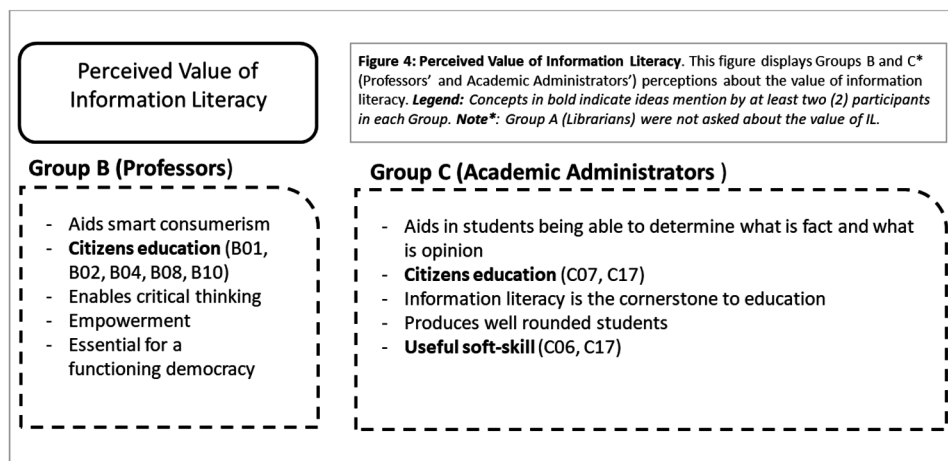 Perceived Value of
Information Literacy
Figure 4: Perceived Value of Information Literacy. This figure displays Groups B and C*
(Professors’ and Academic Administrators’) perceptions about the value of information
literacy. Legend: Concepts in bold indicate ideas mention by at least two (2) participants
in each Group. Note*: Group A (Librarians) were not asked about the value of IL.
Group B (Professors)
- Aids smart consumerism
- Citizens education (B01,
B02, B04, B08, B10)
- Enables critical thinking
- Empowerment
- Essential for a
functioning democracy
Group C (Academic Administrators )
- Aids in students being able to determine what is fact and what
is opinion
- Citizens education (C07, C17)
- Information literacy is the cornerstone to education
- Produces well rounded students
- Useful soft-skill (C06, C17)